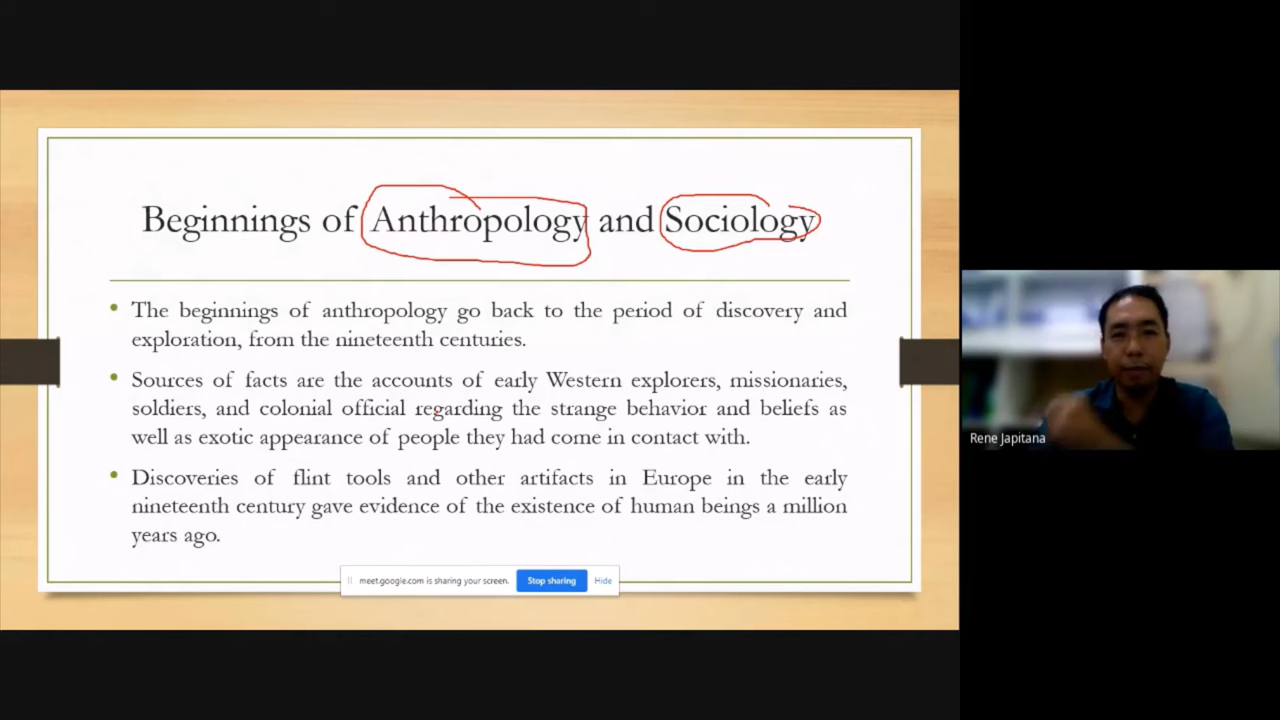 Beginnings of Anthropology and Sociology
• The beginnings of anthropology go back to the period of discovery and
exploration, from the nineteenth centuries.
• Sources of facts are the accounts of early Western explorers, missionaries,
soldiers, and colonial official regarding the strange behavior and beliefs as
well as exotic appearance of people they had come in contact with.
• Discoveries of flint tools and other artifacts in Europe in the early
nineteenth century gave evidence of the existence of human beings a million
years ago.
meet.google.com is sharing your screen. Stop sharing Hide
Rene Japitana